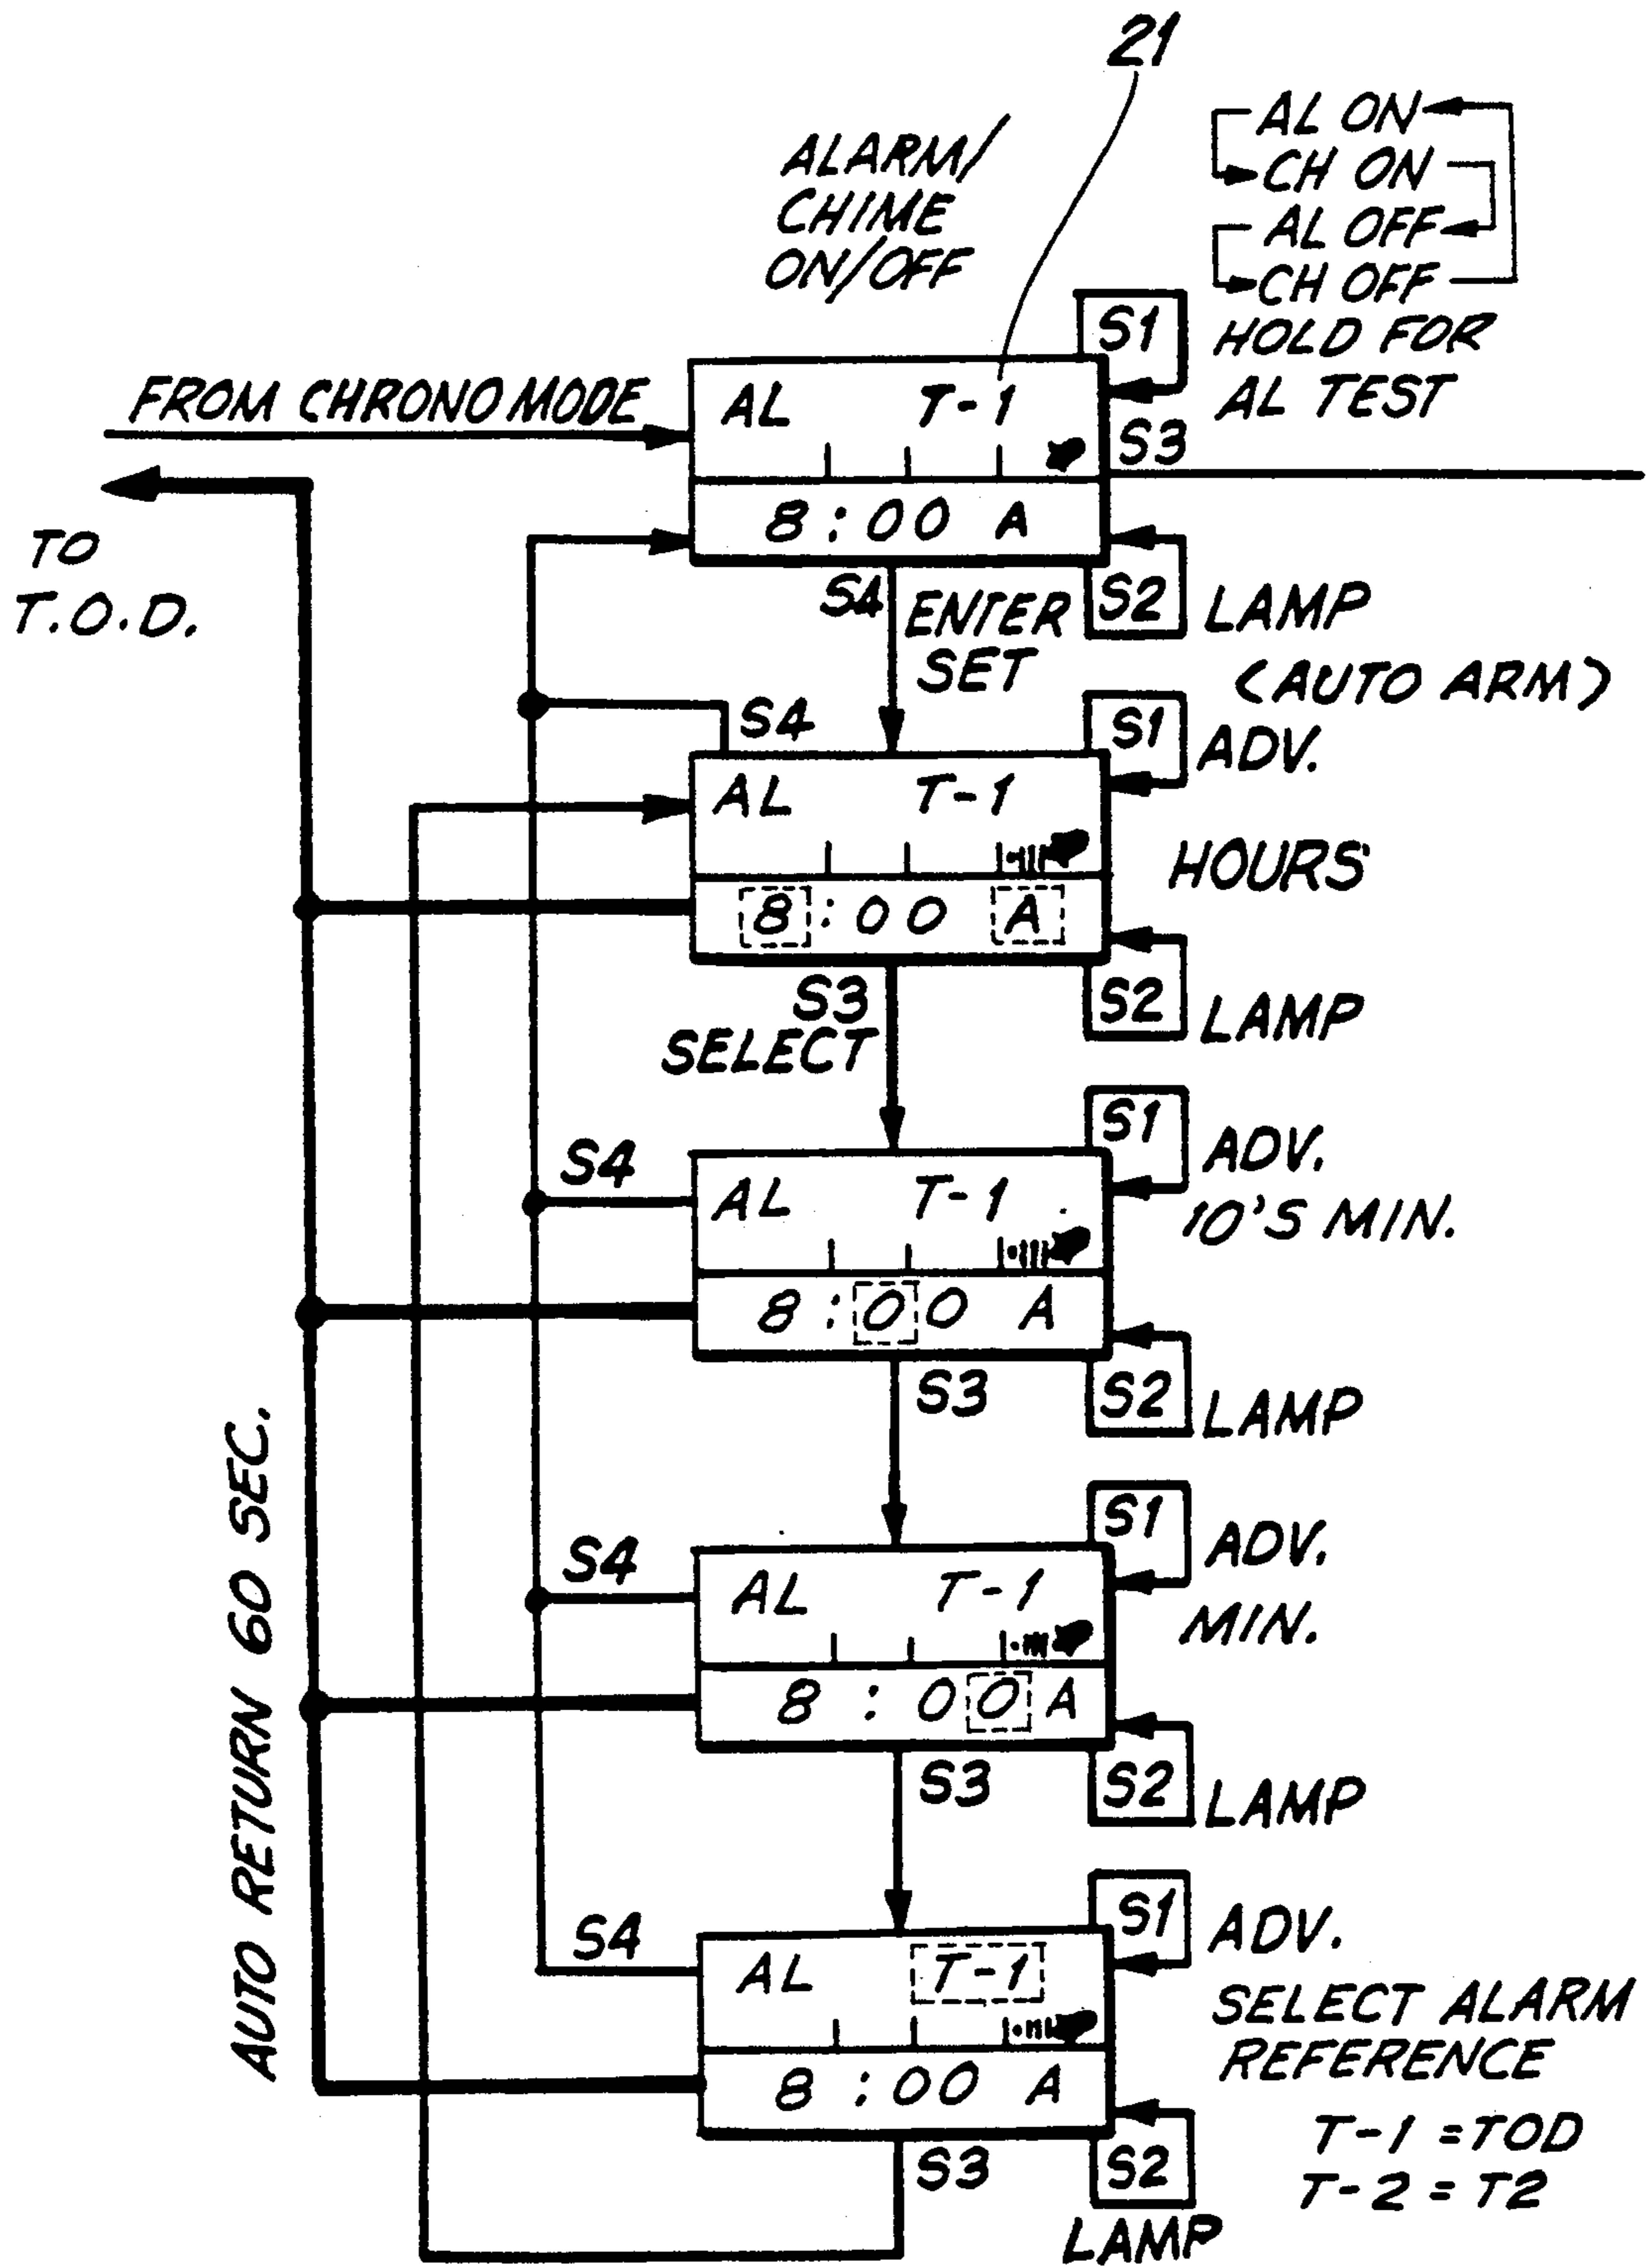 21
ALARM/
CHIME
ON/OFF
AL ON
CH ON
AL OFF
CH OFF
HOLD FOR
AL TEST
S1
FROM CHRONO MODE
AL T-1
S3
8:00 A
TO
T.O.D.
S4
ENTER
SET
S2
LAMP
(AUTO ARM)
S4
S1
ADV.
HOURS
AL T-1
8:00 A
S3
SELECT
S2
LAMP
S1
ADV.
10'S MIN.
S4
AL T-1
8:00 A
S3
S2
LAMP
AUTO RETURN 60 SEC.
S1
ADV.
MIN.
S4
AL T-1
8:00 A
S3
S2
LAMP
S1
ADV.
SELECT ALARM
REFERENCE
T-1 = TOD
T-2 = T2
S4
AL T-1
8:00 A
S3
S2
LAMP